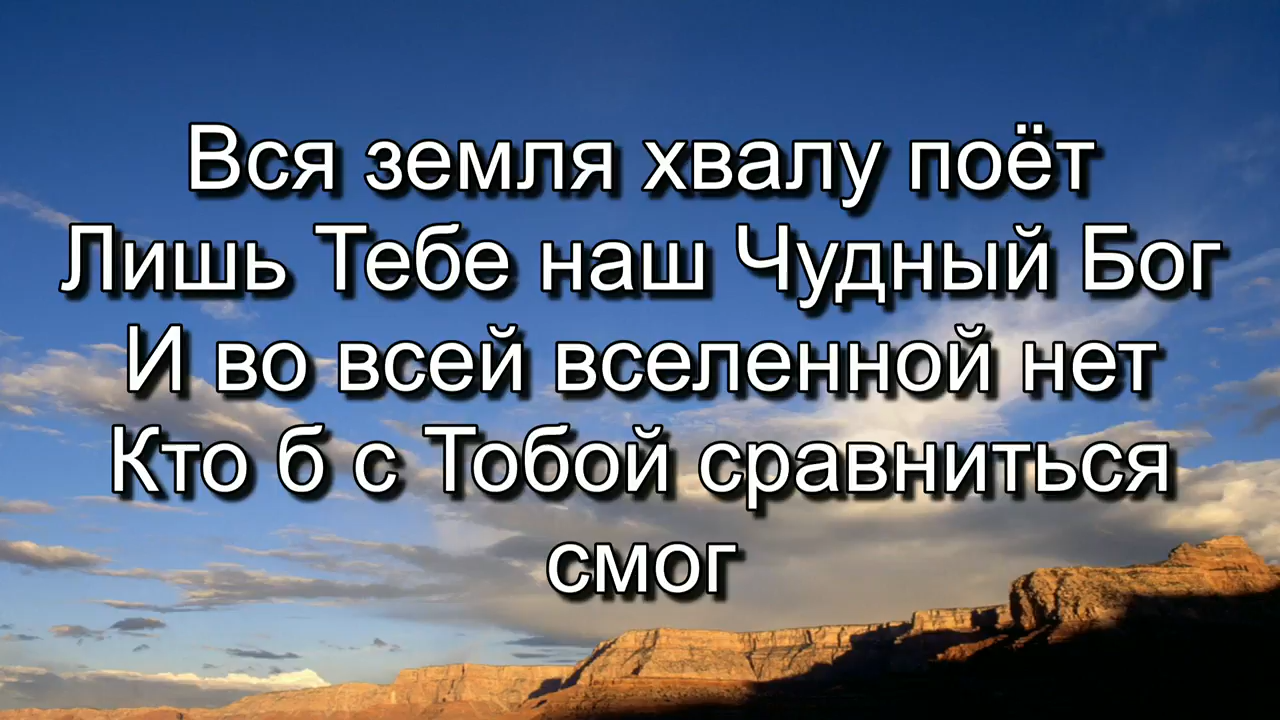 Вся земля хвалу поёт
Лишь Тебе наш Чудный Бог
И во всей вселенной нет
Кто б с Тобой сравниться
смог